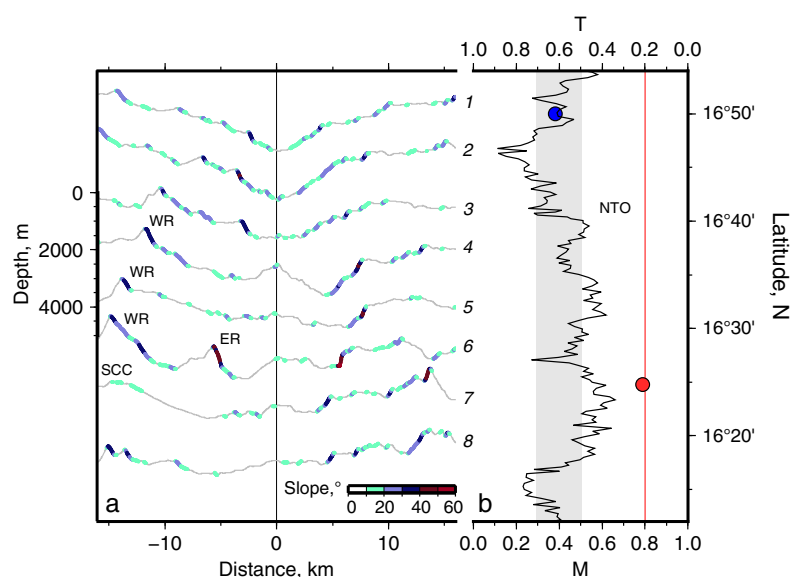 T
1.0 0.8 0.6 0.4 0.2 0.0
1
16°50'
2
0
3
WR
NTO
16°40'
Depth, m
2000
4
Latitude, N
WR
4000
5
WR
ER
16°30'
6
SCC
7
8
16°20'
Slope,°
a
0 20 40 60
b
−10 0 10
0.0 0.2 0.4 0.6 0.8 1.0
Distance, km
M